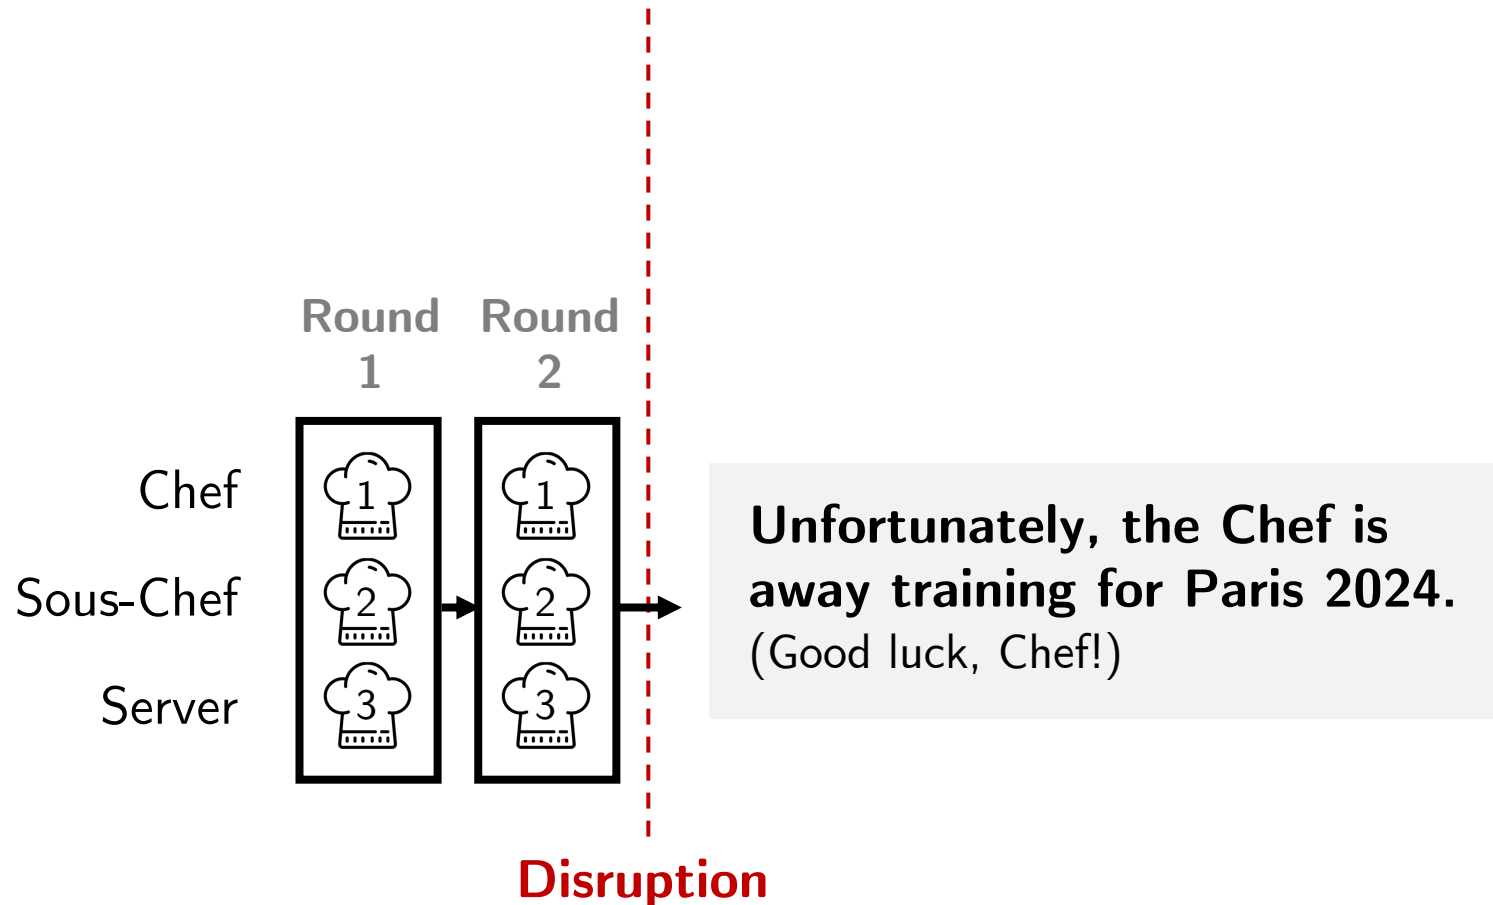 Round Round
1 2
Chef 1 1
Sous-Chef 2 2
Server 3 3
Unfortunately, the Chef is
away training for Paris 2024.
(Good luck, Chef!)
Disruption